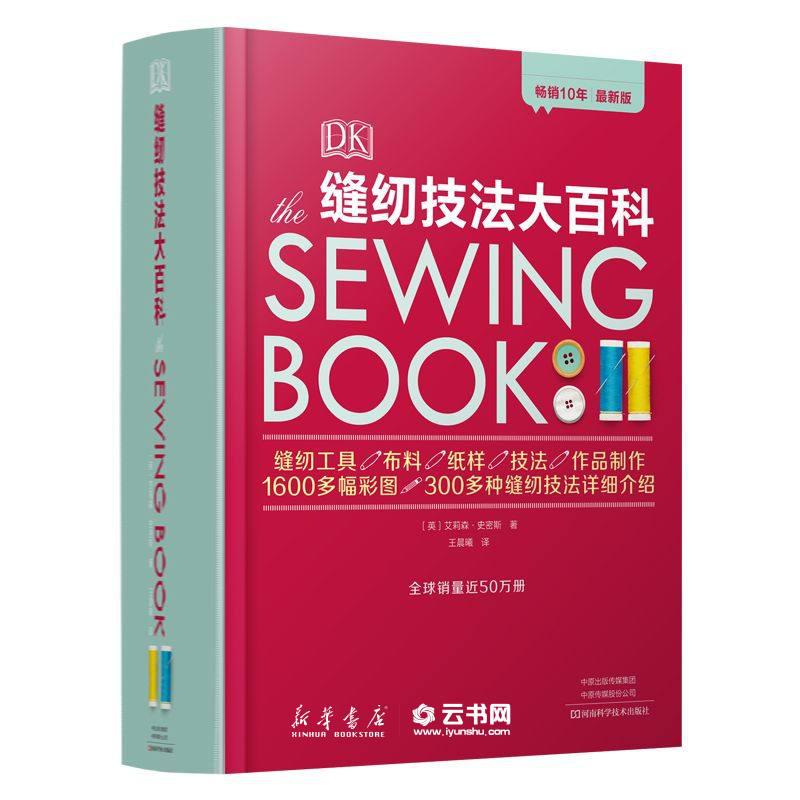 DK
缝纫技法大百科
the
SEWING BOOK
畅销10年 最新版
DK
缝纫技法大百科
the
SEWING
BOOK
缝纫工具 布料 纸样 技法 作品制作
1600多幅彩图 300多种缝纫技法详细介绍
[英] 艾莉森·史密斯 著
王晨曦 译
全球销量近50万册
中原出版传媒集团
中原传媒股份公司
河南科学技术出版社
新华书店
XINHUA BOOKSTORE
云书网
www.iyunshu.com